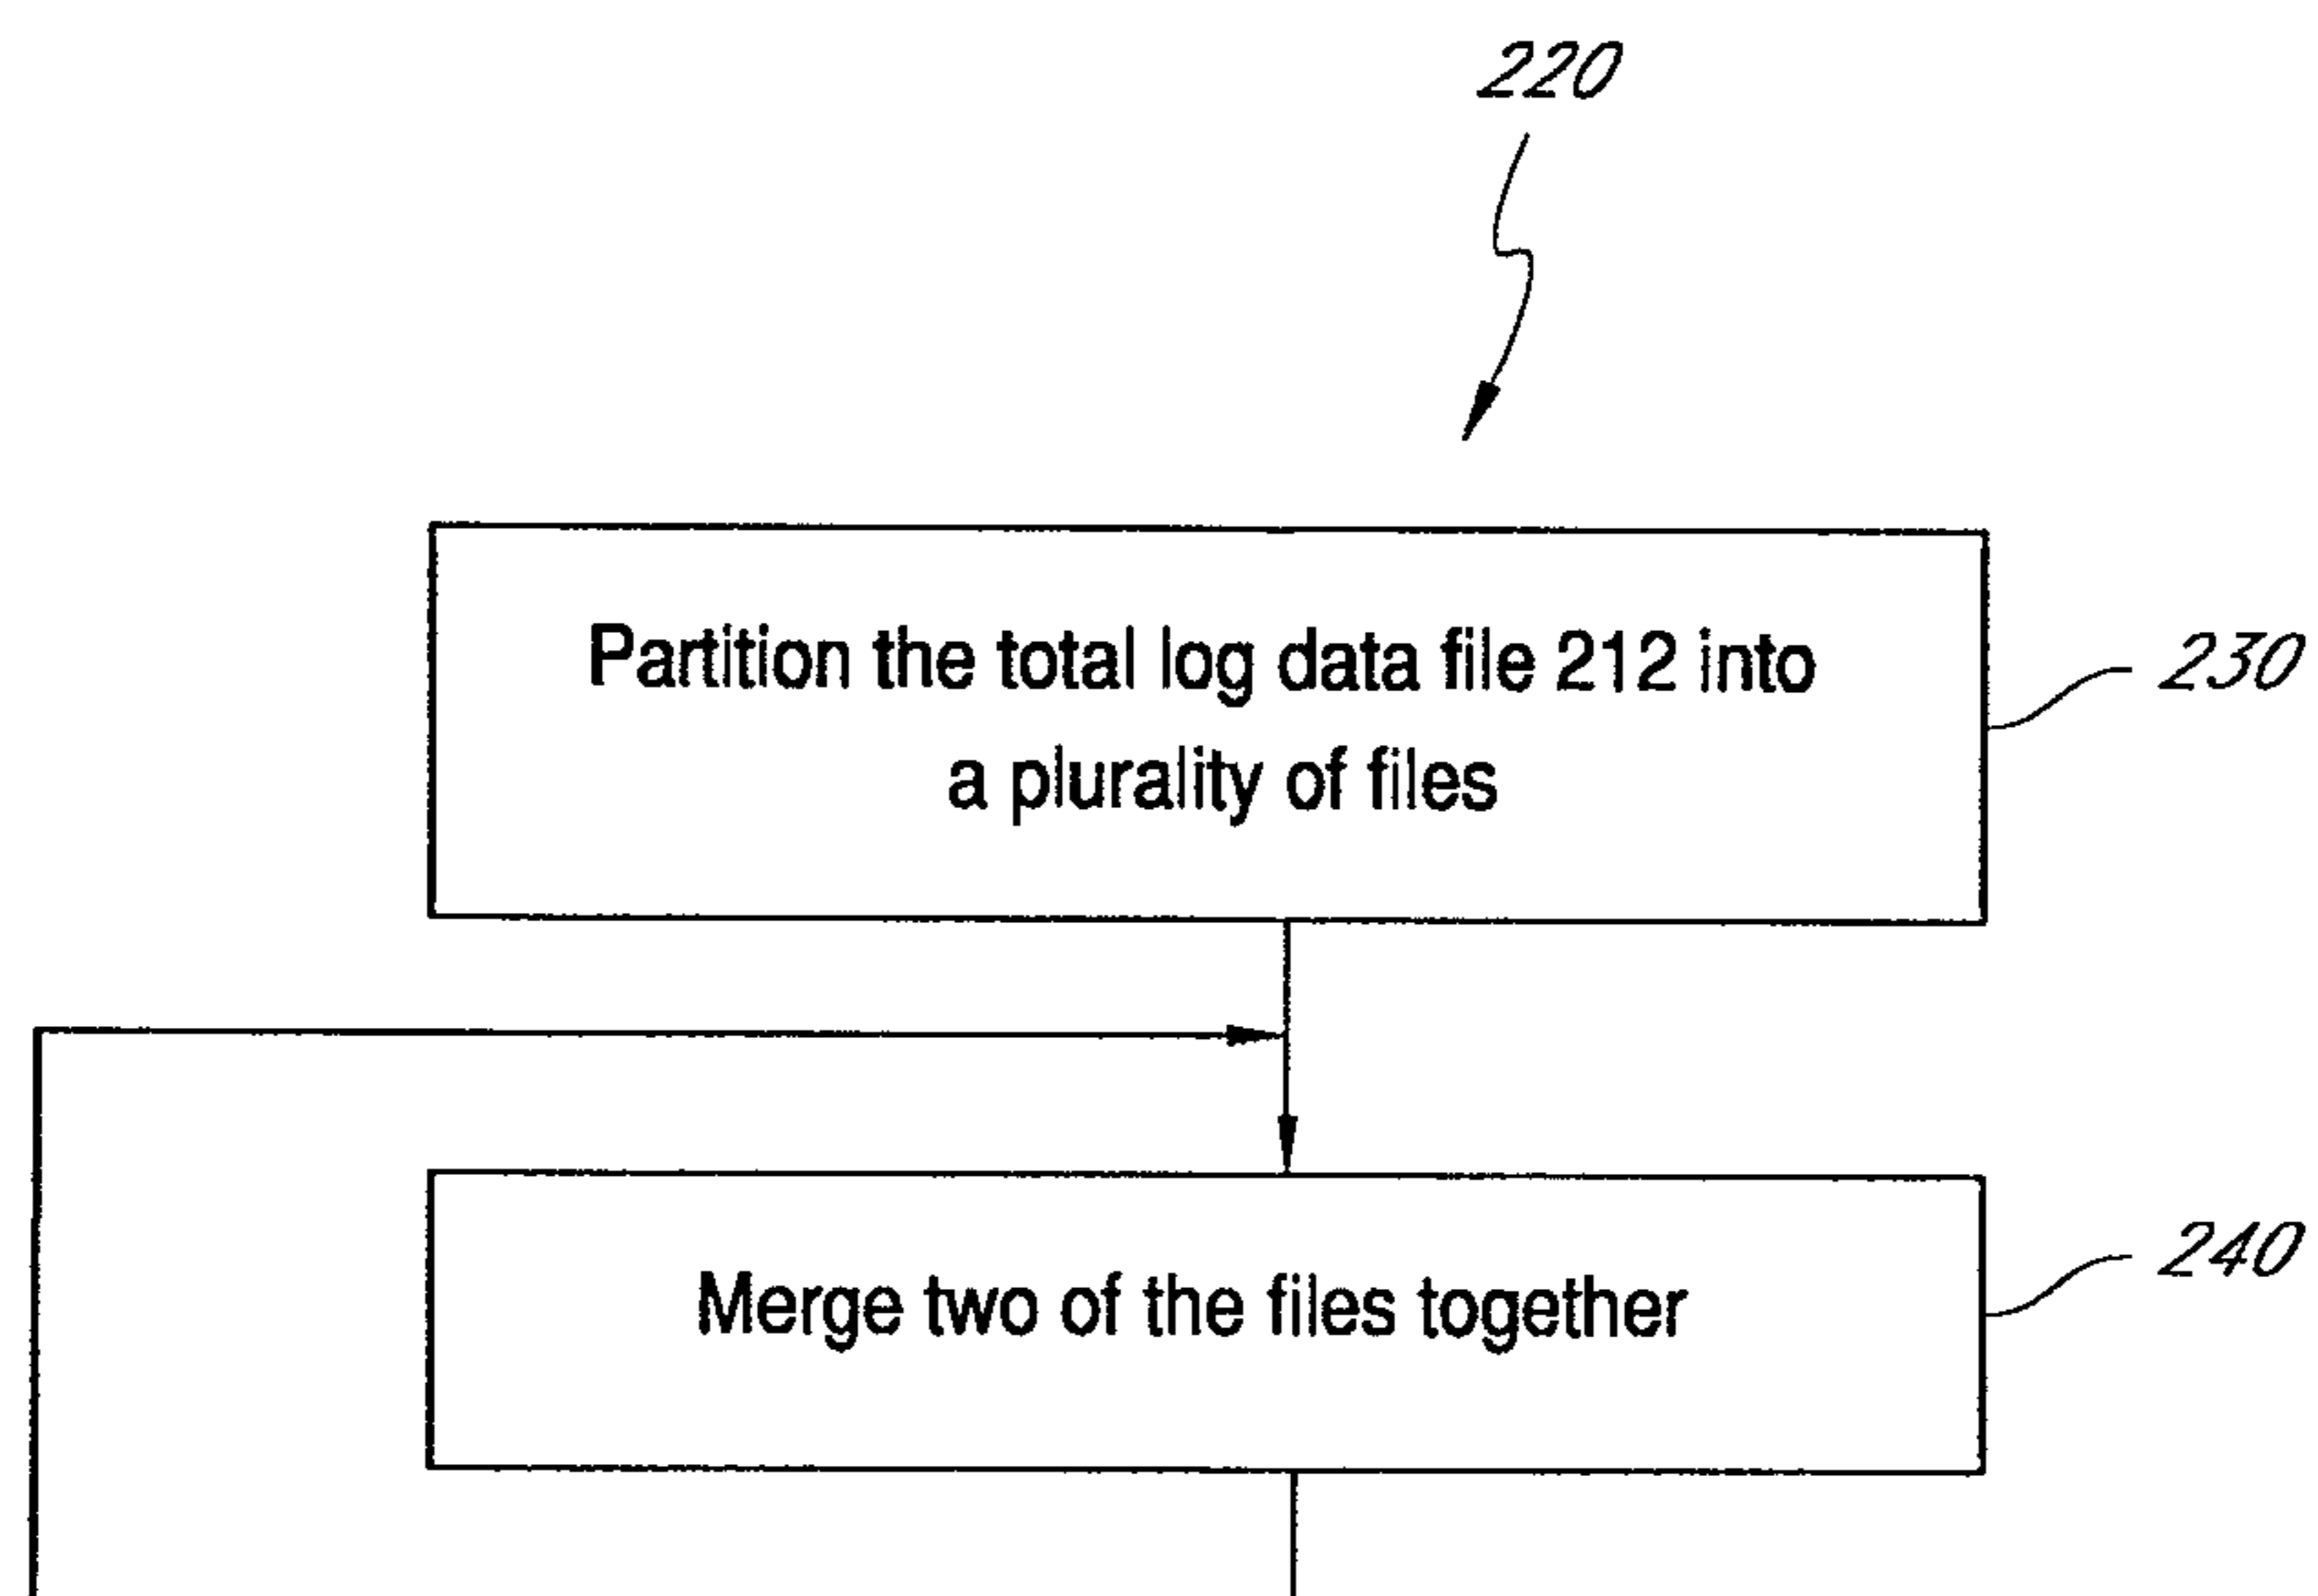 220
Partition the total log data file 212 into
a plurality of files
230
Merge two of the files together
240